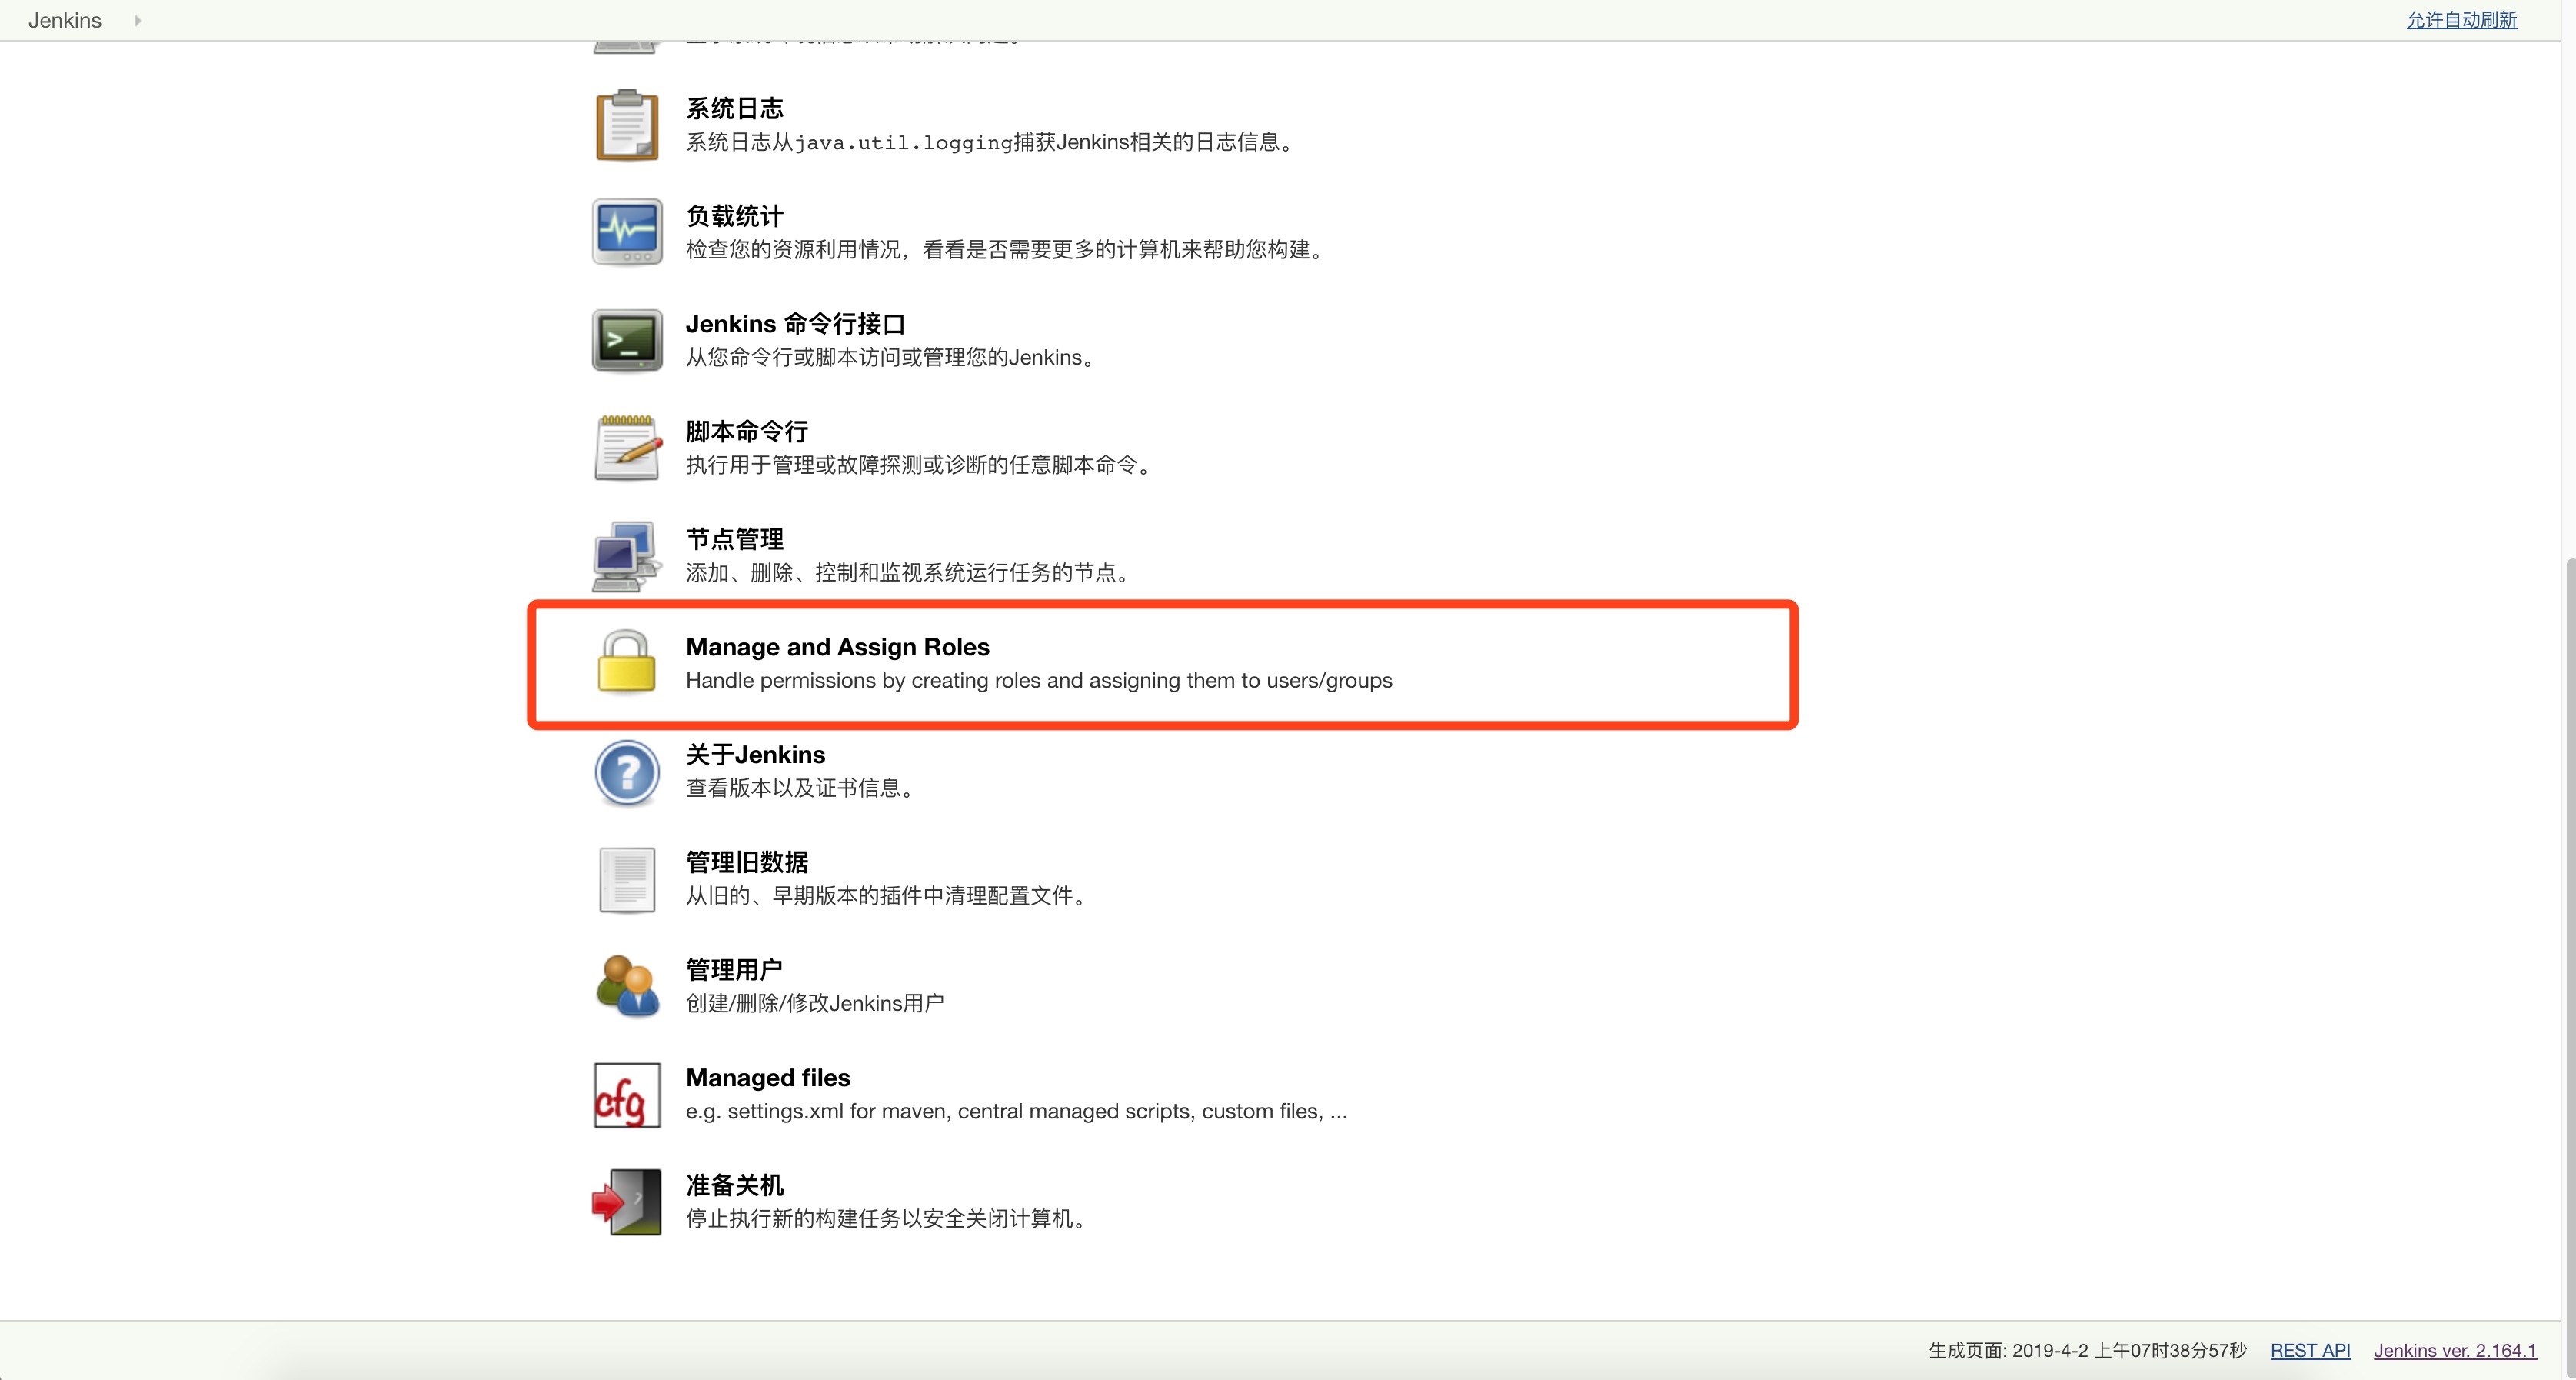 Jenkins
允许自动刷新
系统日志
系统日志从java.util.logging捕获Jenkins相关的日志信息。
负载统计
检查您的资源利用情况，看看是否需要更多的计算机来帮助您构建。
Jenkins 命令行接口
从您命令行或脚本访问或管理您的Jenkins。
脚本命令行
执行用于管理或故障探测或诊断的任意脚本命令。
节点管理
添加、删除、控制和监视系统运行任务的节点。
Manage and Assign Roles
Handle permissions by creating roles and assigning them to users/groups
关于Jenkins
查看版本以及证书信息。
管理旧数据
从旧的、早期版本的插件中清理配置文件。
管理用户
创建/删除/修改Jenkins用户
cfg
Managed files
e.g. settings.xml for maven, central managed scripts, custom files, ...
准备关机
停止执行新的构建任务以安全关闭计算机。
生成页面: 2019-4-2 上午07时38分57秒 REST API Jenkins ver. 2.164.1